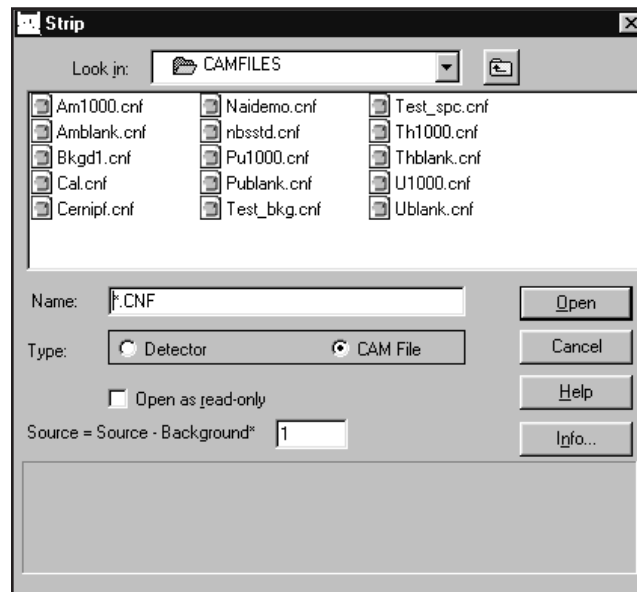 Strip
Look in: CAMFILES
Am1000.cnf
Amblank.cnf
Bkgd1.cnf
Cal.cnf
Cernipf.cnf
Naidemo.cnf
nbsstd.cnf
Pu1000.cnf
Publank.cnf
Test_bkg.cnf
Test_spc.cnf
Th1000.cnf
Thblank.cnf
U1000.cnf
Ublank.cnf
Name: *.CNF
Open
Type: Detector CAM File
Cancel
Open as read-only
Help
Source = Source - Background* 1
Info...